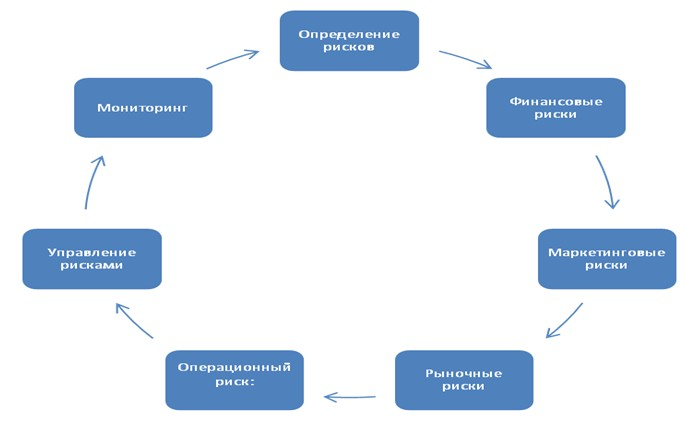 Определение
рисков
Финансовые
риски
Маркетинговые
риски
Рыночные
риски
Операционный
риск:
Управление
рисками
Мониторинг